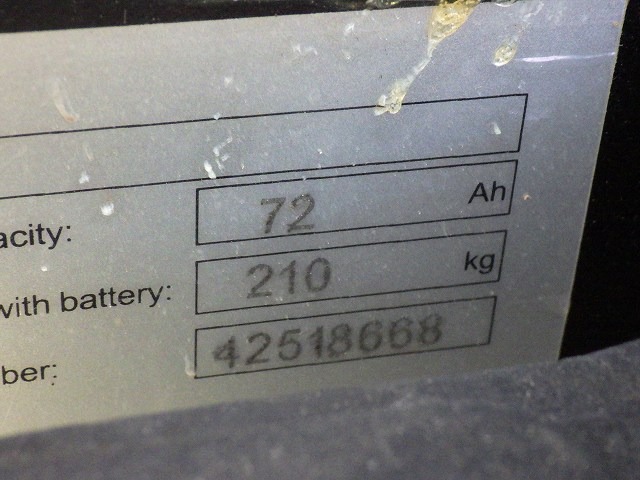 acity: 72 Ah
with battery: 210 kg
ber: 42518668